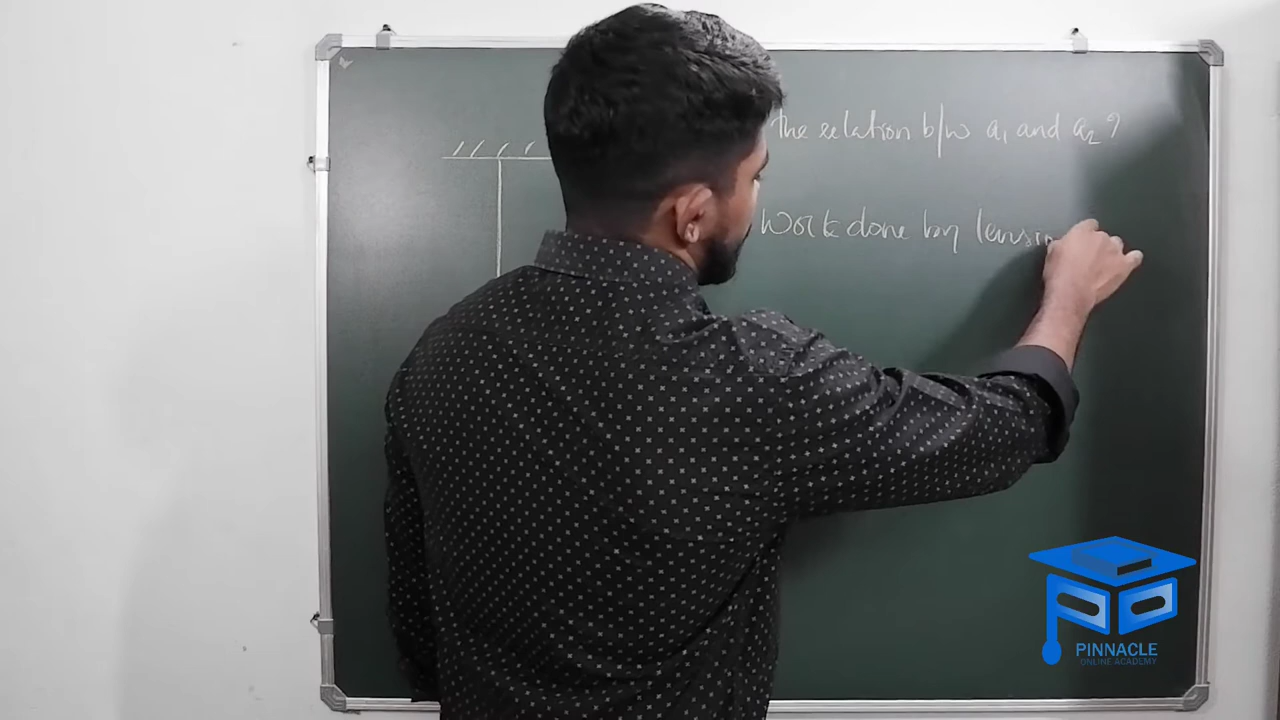 the relation b/w a₁ and a₂ ?
Work done by tension
PINNACLE
ONLINE ACADEMY